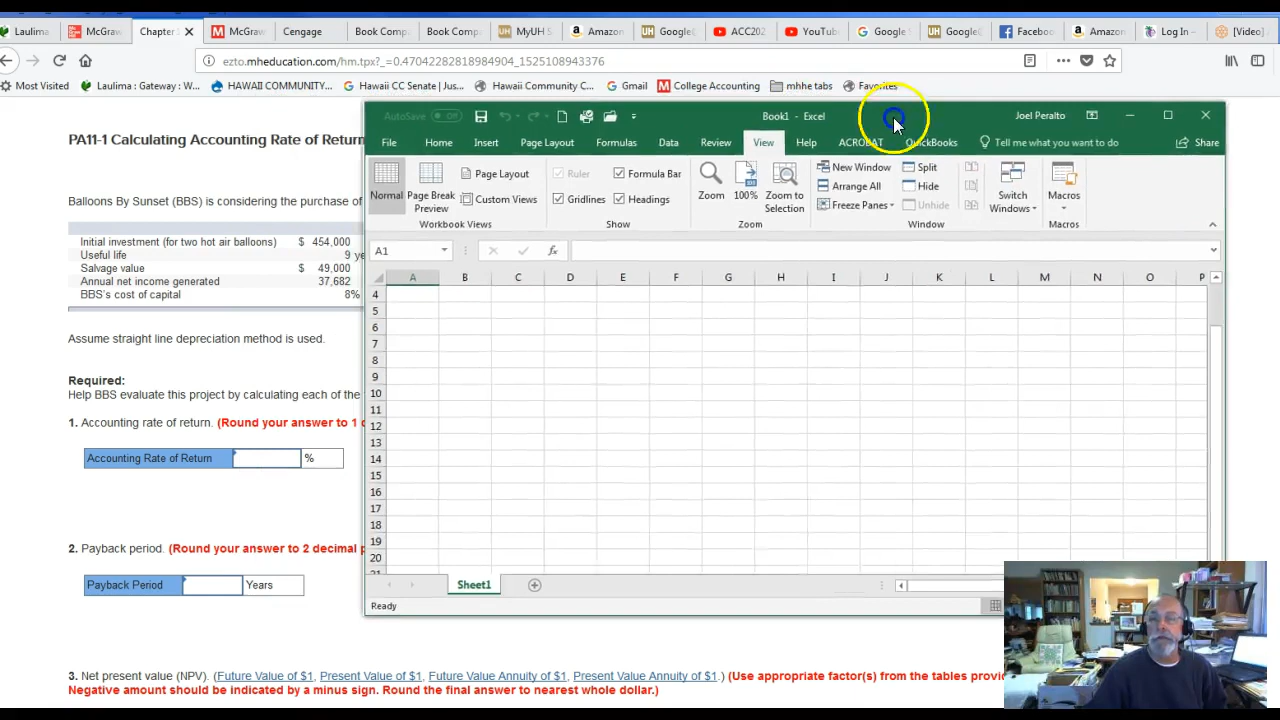 Laulima McGraw Chapter McGraw Cengage Book Comp Book Comp MyUH S Amazon Google ACC202 YouTub Google Google Faceboo Amazon Log In [Video]
ezto.mheducation.com/hm.tpx?_=0.47042282818984904_1525108943376
Most Visited Laulima : Gateway : W... HAWAII COMMUNITY... Google Hawaii CC Senate | Jus... Hawaii Community C... Gmail College Accounting mhhe tabs Favorites
PA11-1 Calculating Accounting Rate of Return
AutoSave Off Book1 - Excel Joel Peralto
File Home Insert Page Layout Formulas Data Review View Help ACROBAT QuickBooks Tell me what you want to do Share
Normal Page Break Preview Page Layout Custom Views Ruler Formula Bar Gridlines Headings Zoom 100% Zoom to Selection New Window Arrange All Freeze Panes Split Hide Unhide Switch Windows Macros
Workbook Views Show Zoom Window Macros
A1 fx
A B C D E F G H I J K L M N O P
4
5
6
7
8
9
10
11
12
13
14
15
16
17
18
19
20
Sheet1
Ready
Balloons By Sunset (BBS) is considering the purchase of
Initial investment (for two hot air balloons) $ 454,000
Useful life 9 ye
Salvage value $ 49,000
Annual net income generated 37,682
BBS's cost of capital 8%
Assume straight line depreciation method is used.
Required:
Help BBS evaluate this project by calculating each of the
1. Accounting rate of return. (Round your answer to 1
Accounting Rate of Return %
2. Payback period. (Round your answer to 2 decimal
Payback Period Years
3. Net present value (NPV). (Future Value of $1, Present Value of $1, Future Value Annuity of $1, Present Value Annuity of $1.) (Use appropriate factor(s) from the tables provid
Negative amount should be indicated by a minus sign. Round the final answer to nearest whole dollar.)